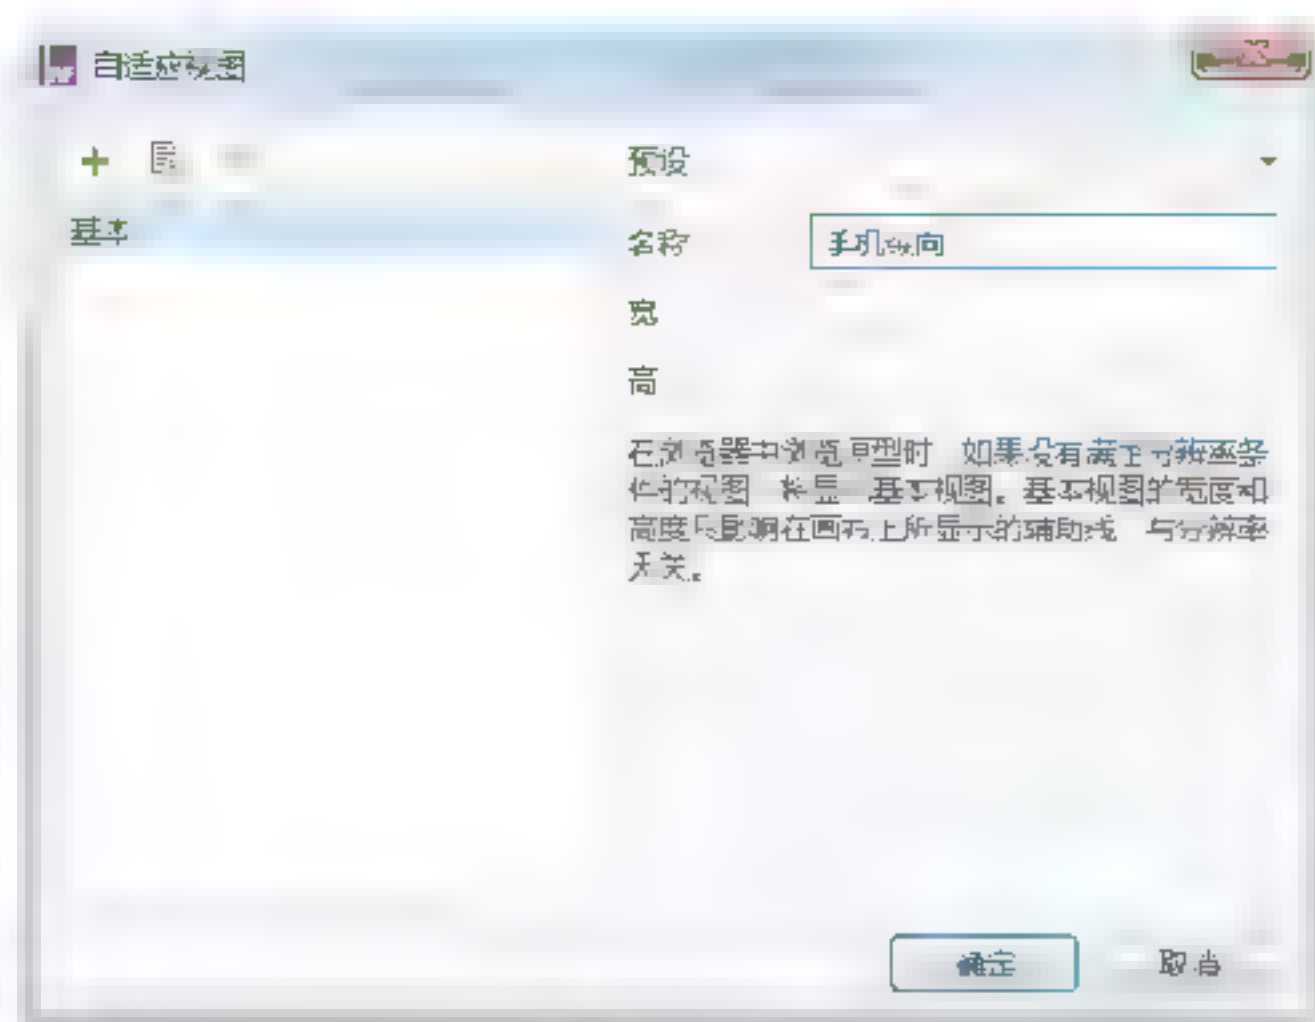 自适应视图
预设
基本
名称 手机纵向
宽
高
在浏览器中浏览原型时 如果没有满足分辨率条
件的视图 将显示基本视图。基本视图的宽度和
高度只影响在画布上所显示的辅助线 与分辨率
无关。
确定 取消